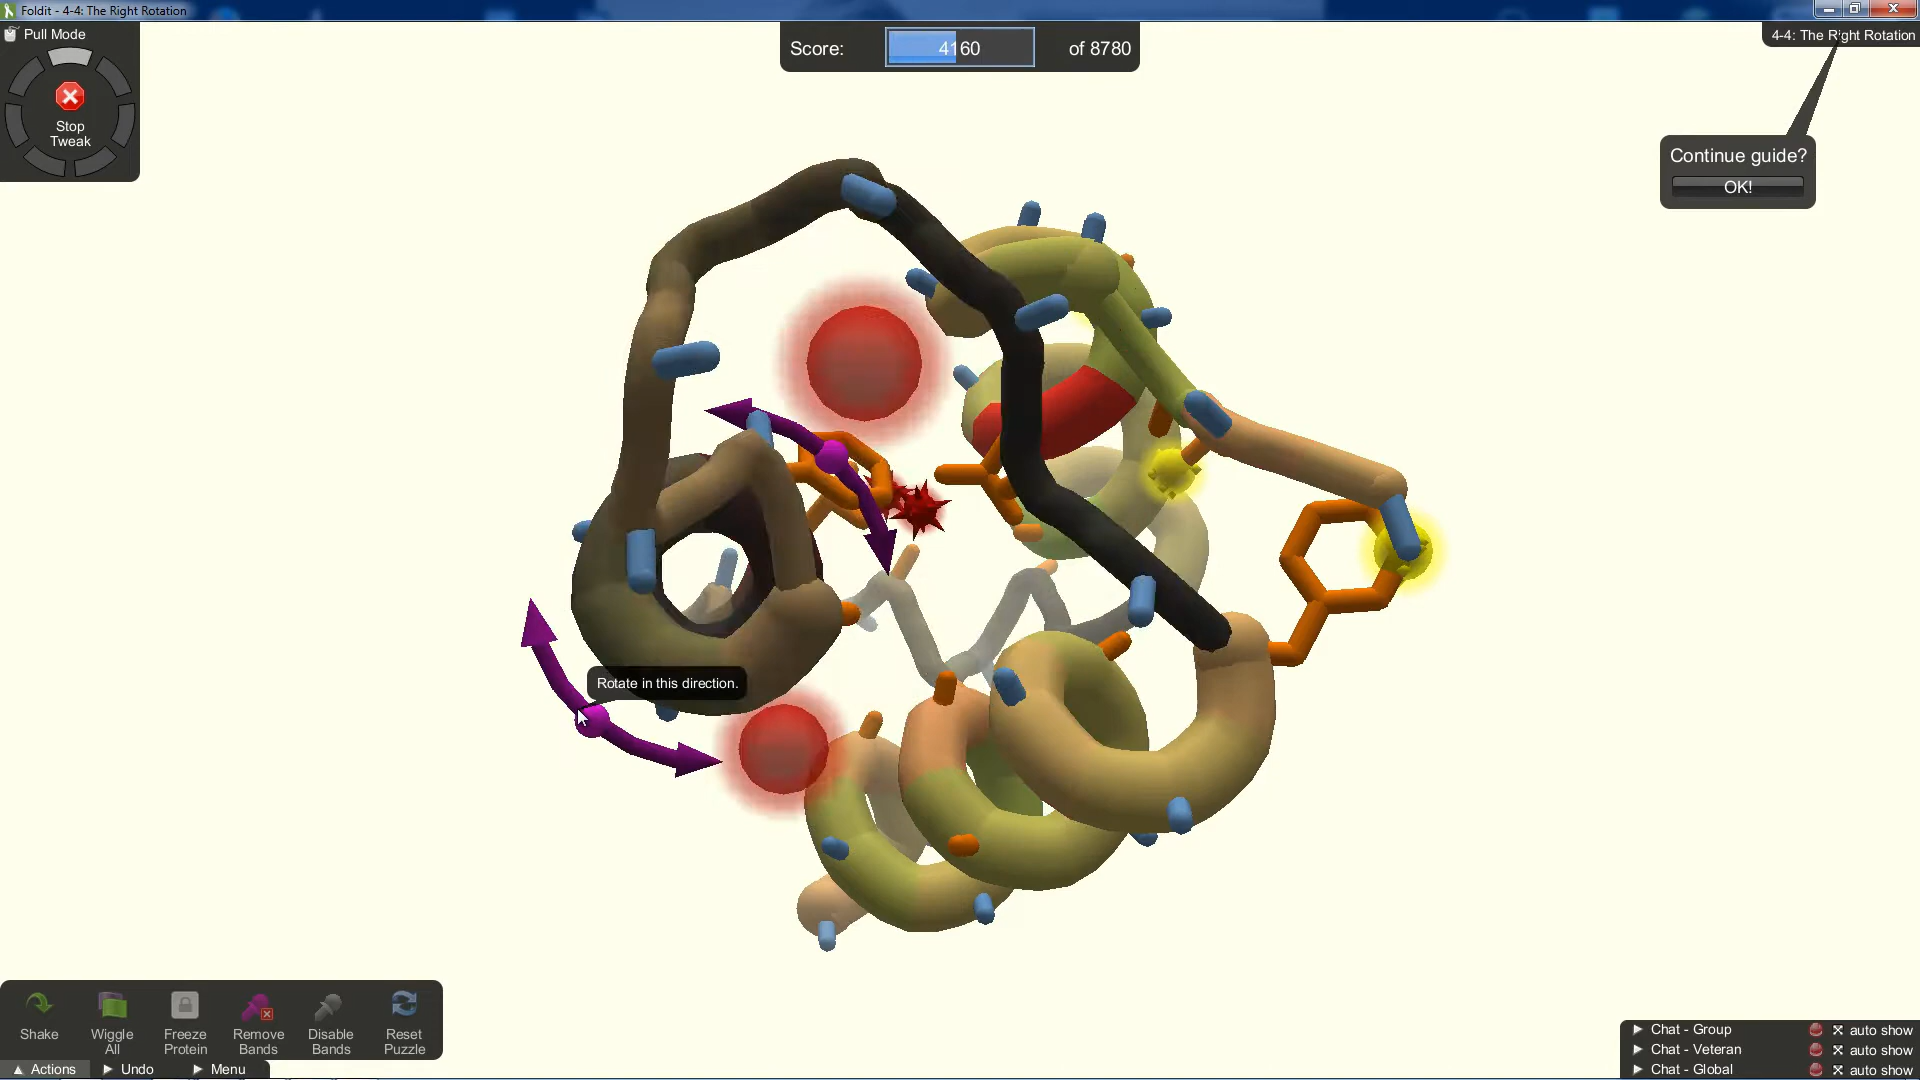 Foldit - 4-4: The Right Rotation
Pull Mode
Stop
Tweak
Score: 4160 of 8780
4-4: The Right Rotation
Continue guide?
OK!
Rotate in this direction.
Shake
Wiggle
All
Freeze
Protein
Remove
Bands
Disable
Bands
Reset
Puzzle
Actions
Undo
Menu
Chat - Group auto show
Chat - Veteran auto show
Chat - Global auto show